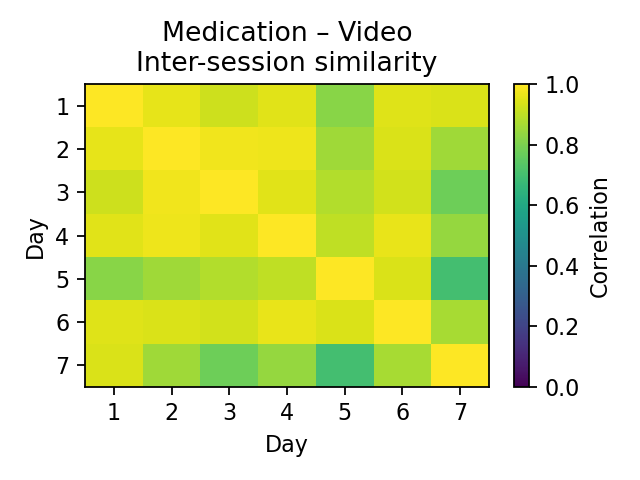 Medication – Video
Inter-session similarity
Day
1
2
3
4
5
6
7
1 2 3 4 5 6 7
Day
1.0
0.8
0.6
0.4
0.2
0.0
Correlation